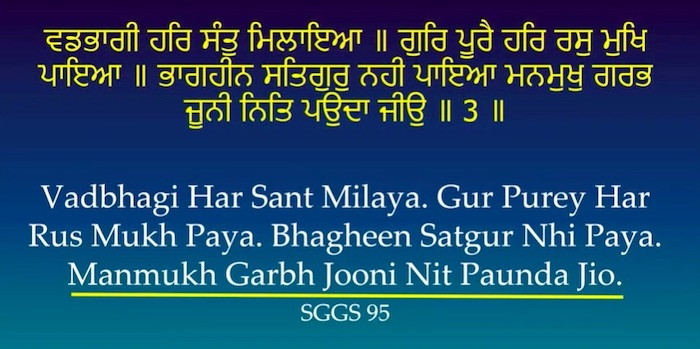 ਵਡਭਾਗੀ ਹਰਿ ਸੰਤੁ ਮਿਲਾਇਆ ॥ ਗੁਰਿ ਪੂਰੈ ਹਰਿ ਰਸੁ ਮੁਖਿ
ਪਾਇਆ ॥ ਭਾਗਹੀਨ ਸਤਿਗੁਰੁ ਨਹੀ ਪਾਇਆ ਮਨਮੁਖੁ ਗਰਭ
ਜੂਨੀ ਨਿਤਿ ਪਉਦਾ ਜੀਉ ॥ 3 ॥
Vadbhagi Har Sant Milaya. Gur Purey Har
Rus Mukh Paya. Bhagheen Satgur Nhi Paya.
Manmukh Garbh Jooni Nit Paunda Jio.
SGGS 95